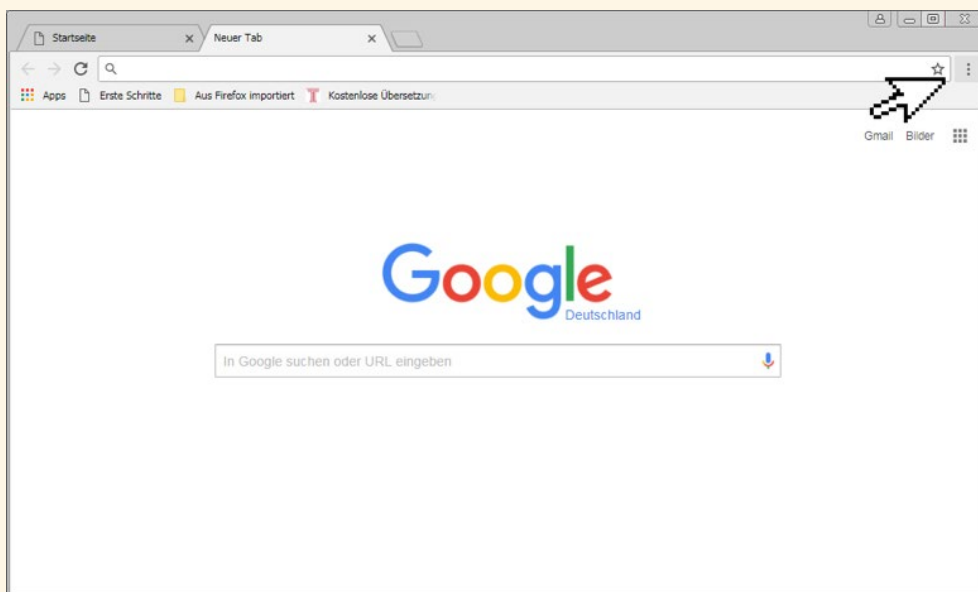 Startseite Neuer Tab
Apps Erste Schritte Aus Firefox importiert Kostenlose Übersetzun
Gmail Bilder
Google
Deutschland
In Google suchen oder URL eingeben